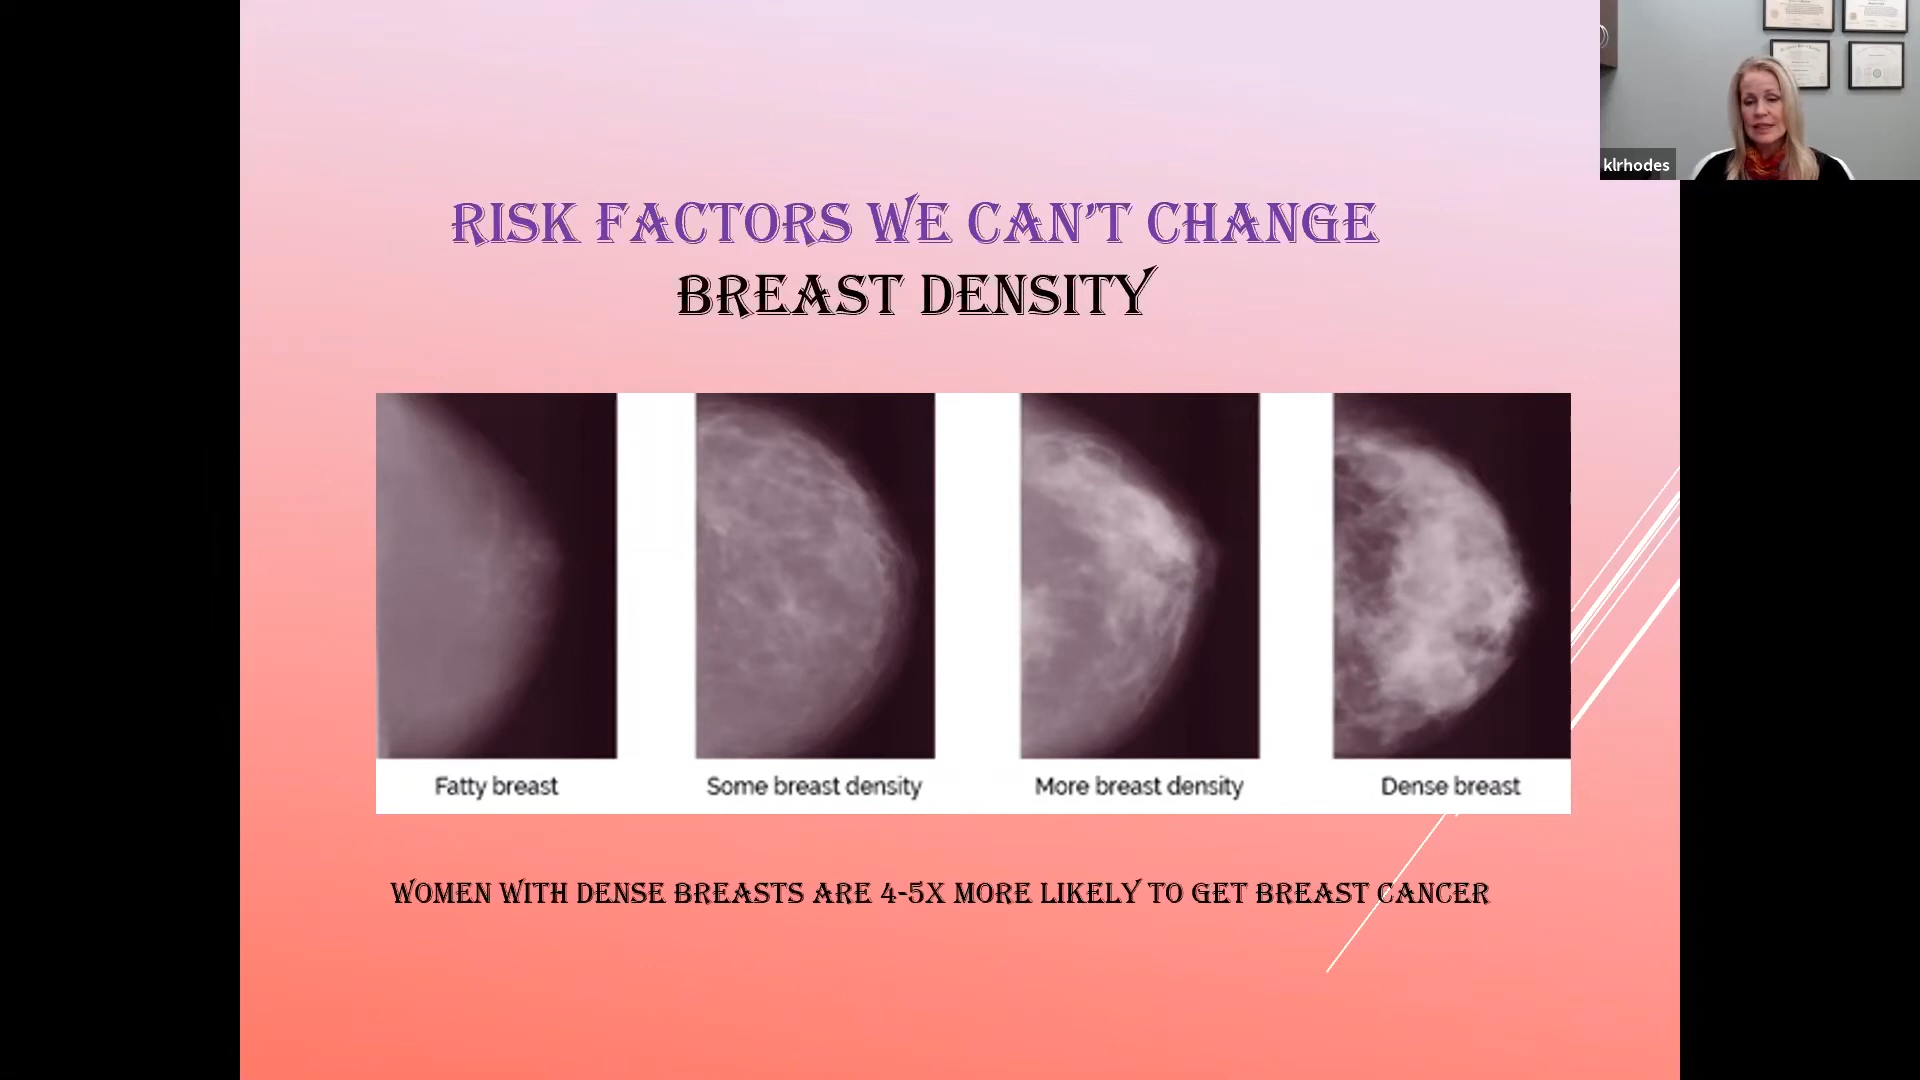 klrhodes
RISK FACTORS WE CAN'T CHANGE
BREAST DENSITY
Fatty breast
Some breast density
More breast density
Dense breast
WOMEN WITH DENSE BREASTS ARE 4-5X MORE LIKELY TO GET BREAST CANCER